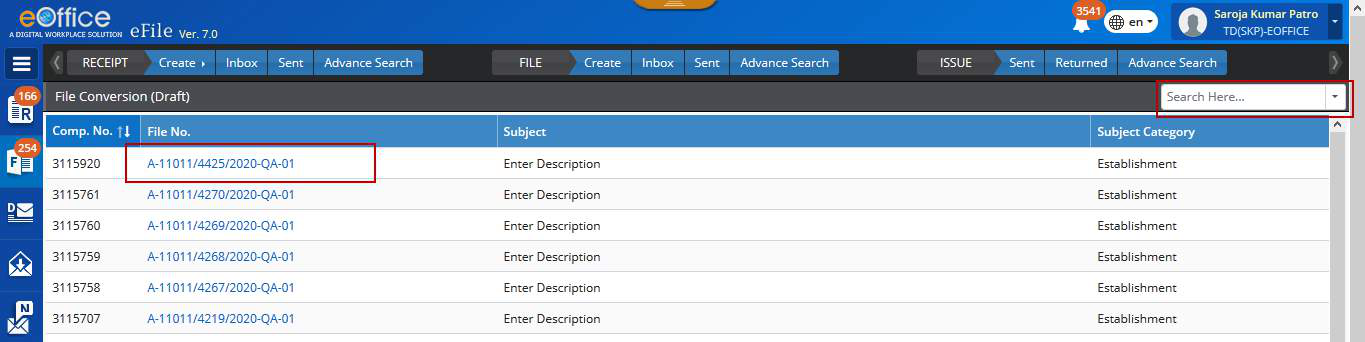 eOffice
A DIGITAL WORKPLACE SOLUTION
eFile Ver. 7.0
3541
en
Saroja Kumar Patro
TD(SKP)-EOFFICE
RECEIPT Create Inbox Sent Advance Search FILE Create Inbox Sent Advance Search ISSUE Sent Returned Advance Search
166
R
File Conversion (Draft) Search Here...
Comp. No. File No. Subject Subject Category
254
F
3115920 A-11011/4425/2020-QA-01 Enter Description Establishment
3115761 A-11011/4270/2020-QA-01 Enter Description Establishment
D
3115760 A-11011/4269/2020-QA-01 Enter Description Establishment
3115759 A-11011/4268/2020-QA-01 Enter Description Establishment
3115758 A-11011/4267/2020-QA-01 Enter Description Establishment
N
3115707 A-11011/4219/2020-QA-01 Enter Description Establishment